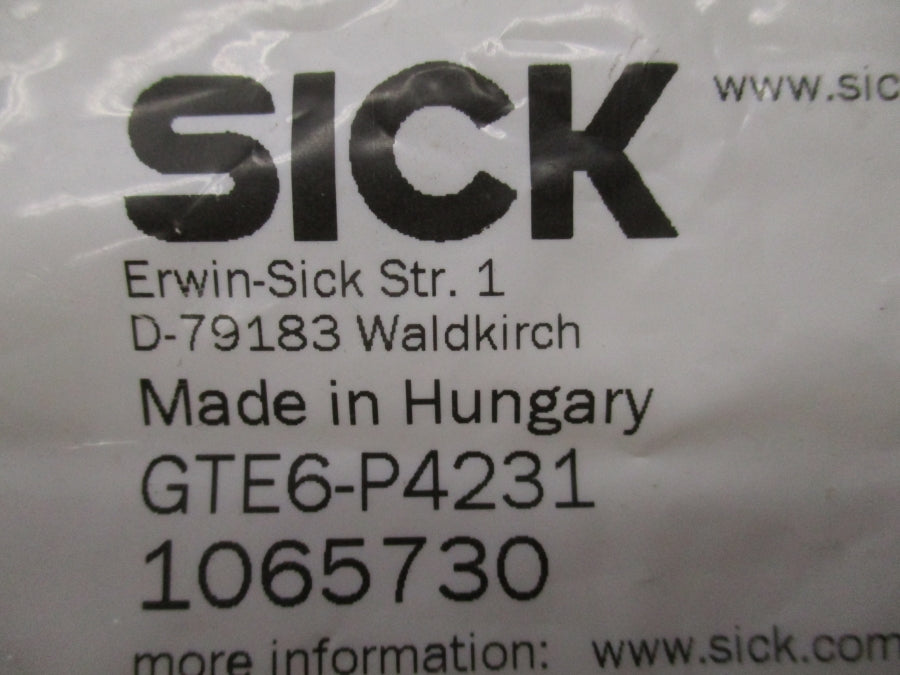 SICK
www.sic
Erwin-Sick Str. 1
D-79183 Waldkirch
Made in Hungary
GTE6-P4231
1065730
more information: www.sick.com